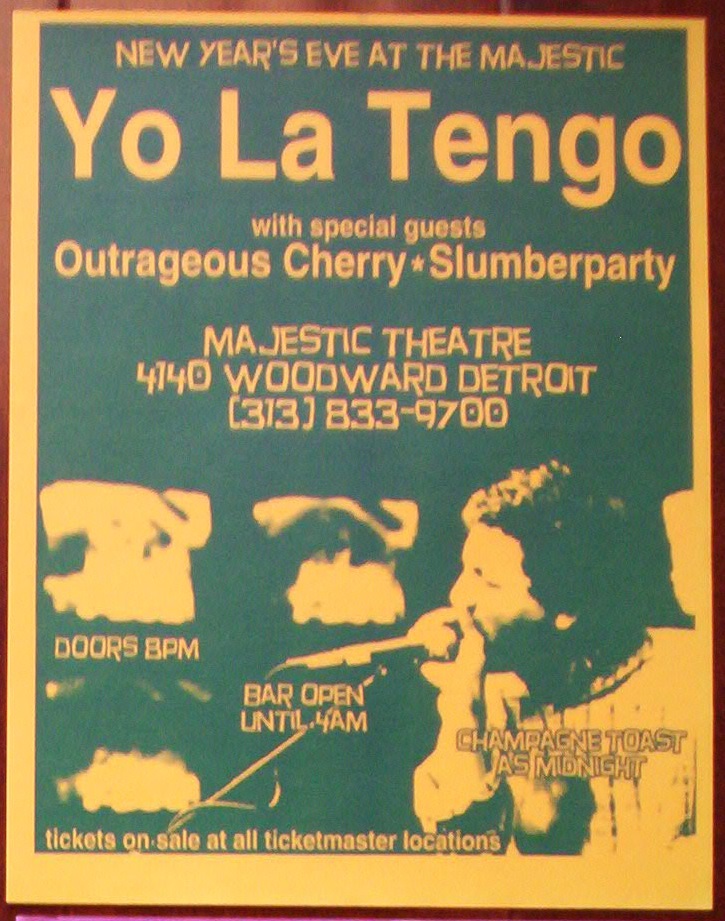 NEW YEAR'S EVE AT THE MAJESTIC
Yo La Tengo
with special guests
Outrageous Cherry★Slumberparty
MAJESTIC THEATRE
4140 WOODWARD DETROIT
(313) 833-9700
DOORS 8PM
BAR OPEN
UNTIL 4AM
CHAMPAGNE TOAST
AS MIDNIGHT
tickets on sale at all ticketmaster locations